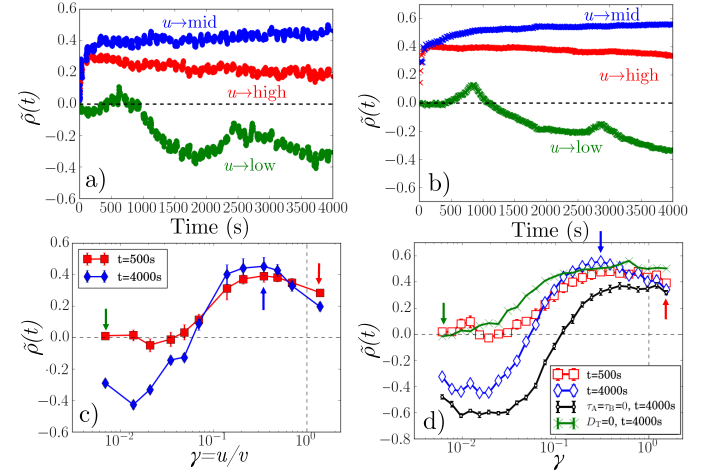 0.6
0.4
0.2
0.0
−0.2
−0.4
−0.6
ρ̃(t)
u→mid
u→high
u→low
a)
0 500 1000 1500 2000 2500 3000 3500 4000
Time (s)
0.6
0.4
0.2
0.0
−0.2
−0.4
−0.6
ρ̃(t)
u→mid
u→high
u→low
b)
0 500 1000 1500 2000 2500 3000 3500 4000
Time (s)
0.6
0.4
0.2
0.0
−0.2
−0.4
−0.6
ρ̃(t)
t=500s
t=4000s
c)
10⁻² 10⁻¹ 10⁰
γ=u/v
0.6
0.4
0.2
0.0
−0.2
−0.4
−0.6
−0.8
ρ̃(t)
t=500s
t=4000s
τA=τB=0, t=4000s
DT=0, t=4000s
d)
10⁻² 10⁻¹ 10⁰
γ